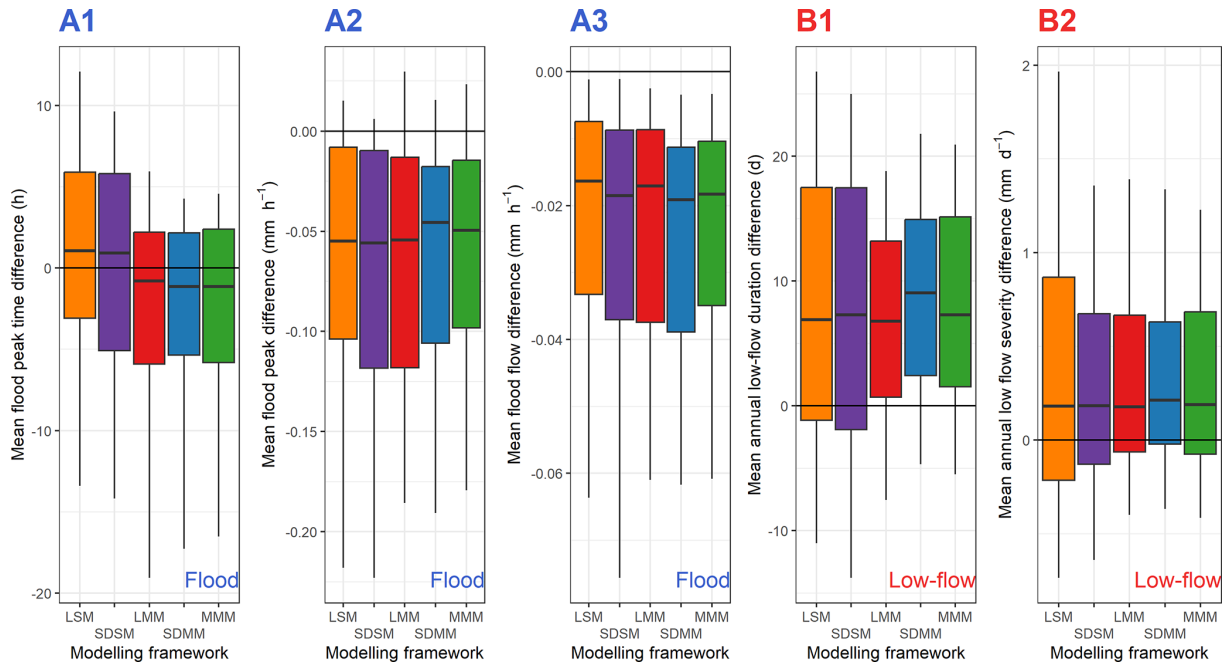 A1
A2
A3
B1
B2
Mean flood peak time difference (h)
10
0
-10
-20
Flood
LSM
LMM
MMM
SDSM
SDMM
Modelling framework
Mean flood peak difference (mm h⁻¹)
0.00
-0.05
-0.10
-0.15
-0.20
Flood
LSM
LMM
MMM
SDSM
SDMM
Modelling framework
Mean flood flow difference (mm h⁻¹)
0.00
-0.02
-0.04
-0.06
Flood
LSM
LMM
MMM
SDSM
SDMM
Modelling framework
Mean annual low-flow duration difference (d)
20
10
0
-10
Low-flow
LSM
LMM
MMM
SDSM
SDMM
Modelling framework
Mean annual low flow severity difference (mm d⁻¹)
2
1
0
Low-flow
LSM
LMM
MMM
SDSM
SDMM
Modelling framework